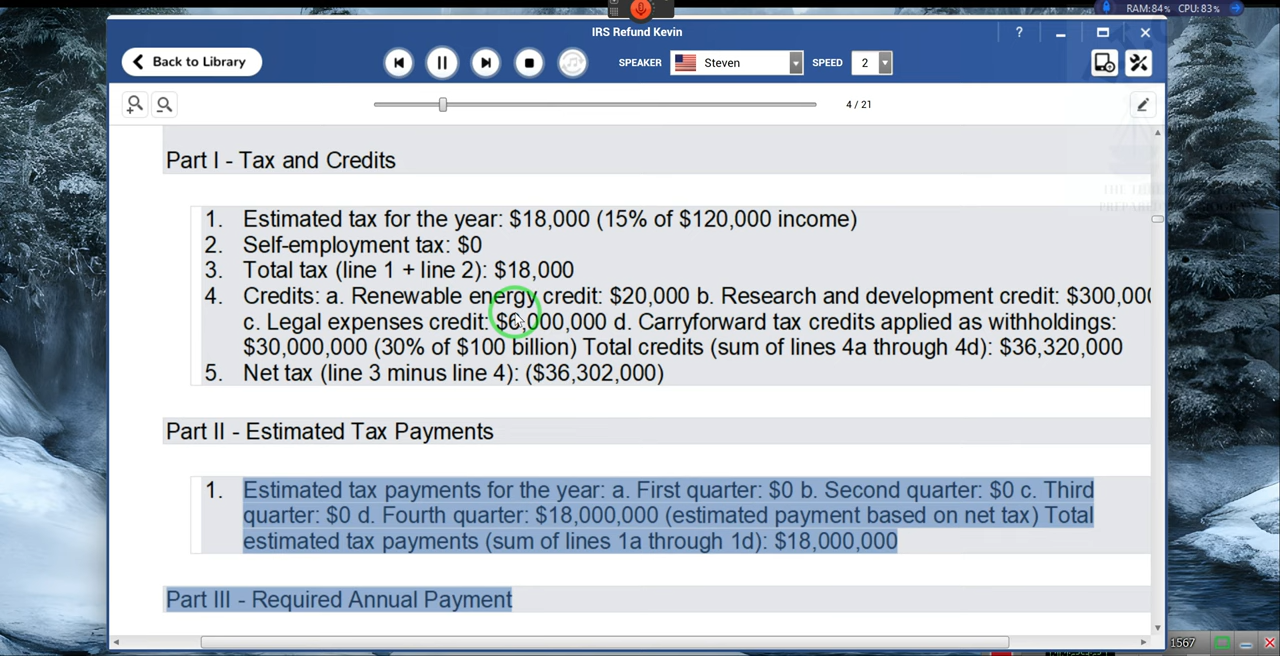 RAM:84% CPU:83%
IRS Refund Kevin
?
Back to Library
SPEAKER Steven SPEED 2
4 / 21
Part I - Tax and Credits
1. Estimated tax for the year: $18,000 (15% of $120,000 income)
2. Self-employment tax: $0
3. Total tax (line 1 + line 2): $18,000
4. Credits: a. Renewable energy credit: $20,000 b. Research and development credit: $300,000
c. Legal expenses credit: $6,000,000 d. Carryforward tax credits applied as withholdings:
$30,000,000 (30% of $100 billion) Total credits (sum of lines 4a through 4d): $36,320,000
5. Net tax (line 3 minus line 4): ($36,302,000)
Part II - Estimated Tax Payments
1. Estimated tax payments for the year: a. First quarter: $0 b. Second quarter: $0 c. Third
quarter: $0 d. Fourth quarter: $18,000,000 (estimated payment based on net tax) Total
estimated tax payments (sum of lines 1a through 1d): $18,000,000
Part III - Required Annual Payment
1567